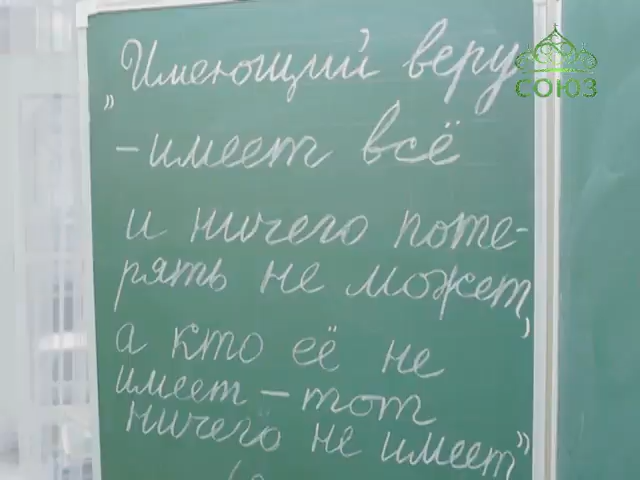 „Имеющий веру
– имеет всё
и ничего поте-
рять не может,
а кто её не
имеет – тот
ничего не имеет"
СОЮЗ